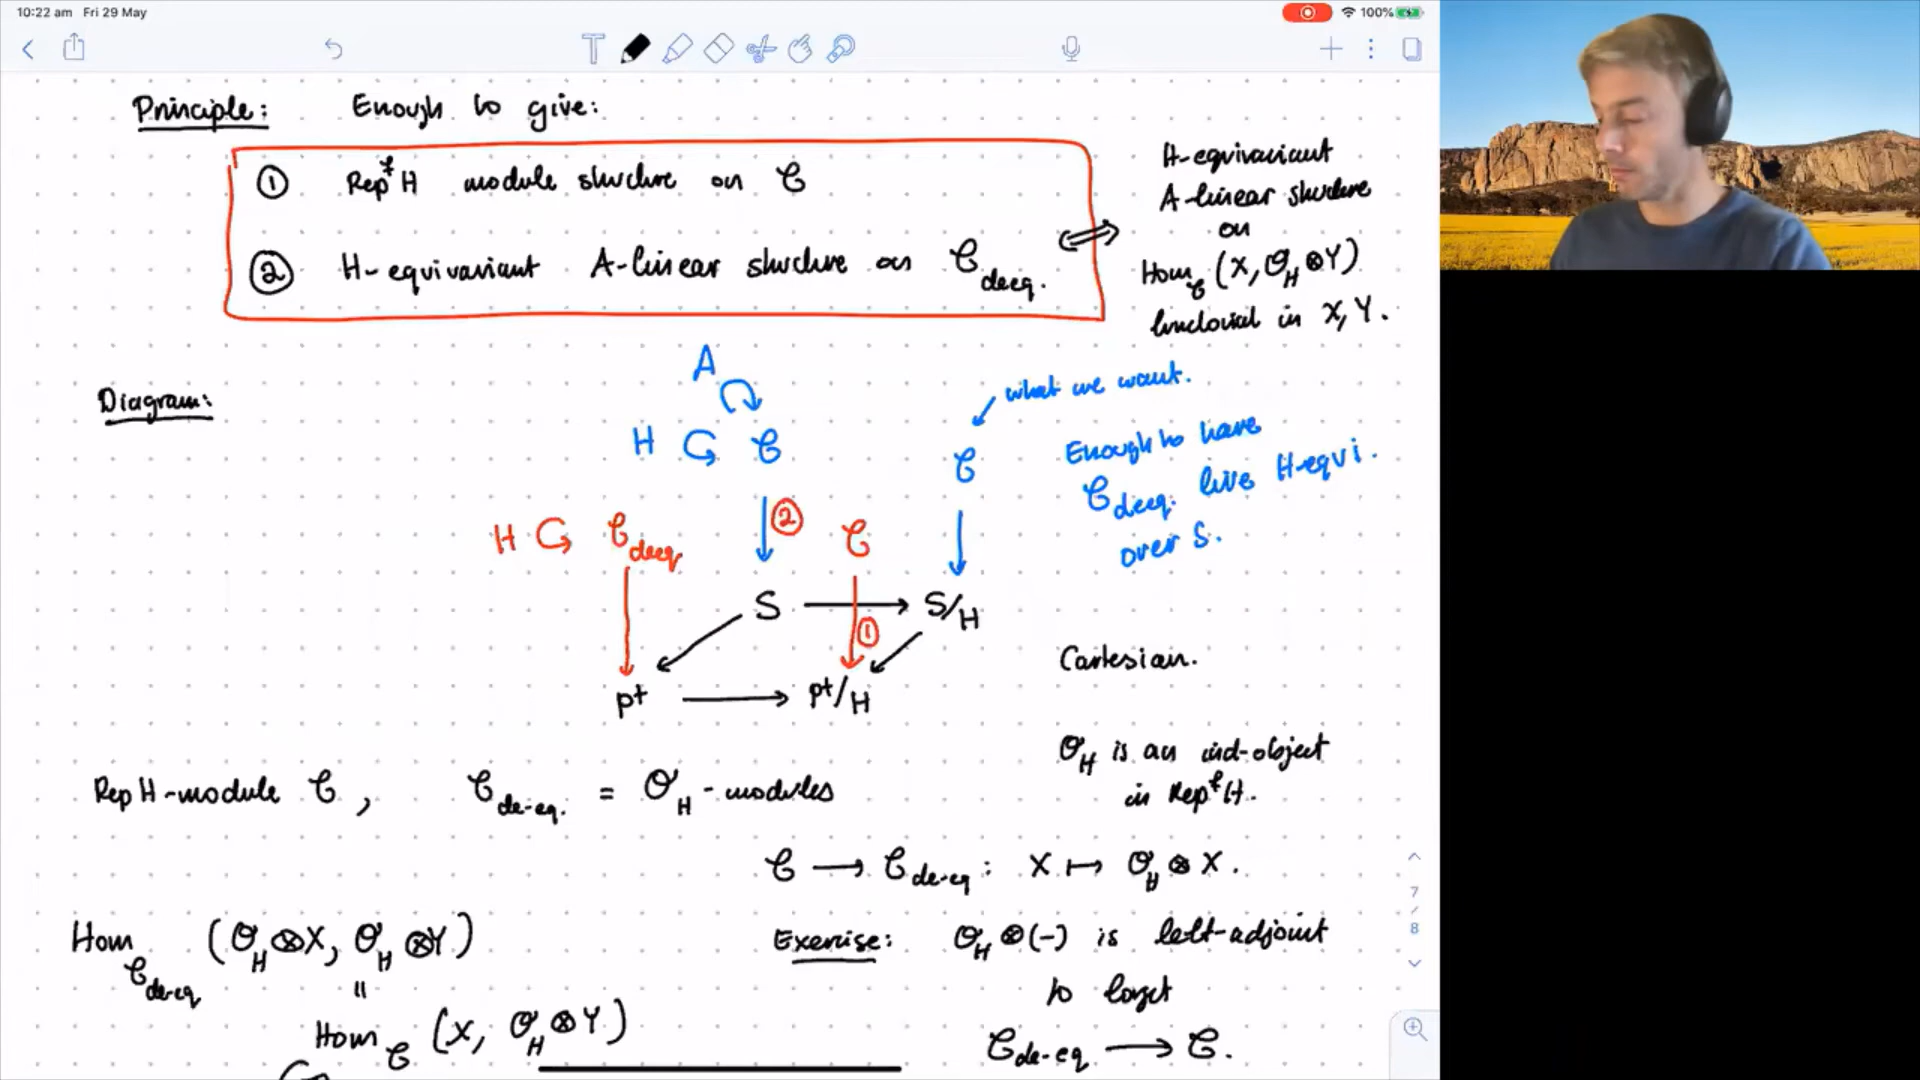 10:22 am Fri 29 May
100%
Principle: Enough to give:
① Rep^f H module structure on C
② H-equivariant A-linear structure on C_deeq.
⟺
H-equivariant
A-linear structure
on
Hom_C (X, O_H ⊗ Y)
functorial in X, Y.
Diagram:
A
H C
C
what we want.
Enough to have
C_deeq. live H-equi.
over S.
H C_deeq
②
C
S → S/H
①
pt → pt/H
Cartesian.
O_H is an ind-object
in Rep^f H.
Rep H-module C, C_de-eq. = O_H-modules
C → C_de-eq: X ↦ O_H ⊗ X.
Hom_C_de-eq (O_H ⊗ X, O_H ⊗ Y)
=
Hom_C (X, O_H ⊗ Y)
Exercise: O_H ⊗ (-) is left-adjoint
to forget
C_de-eq → C.
7
/
8